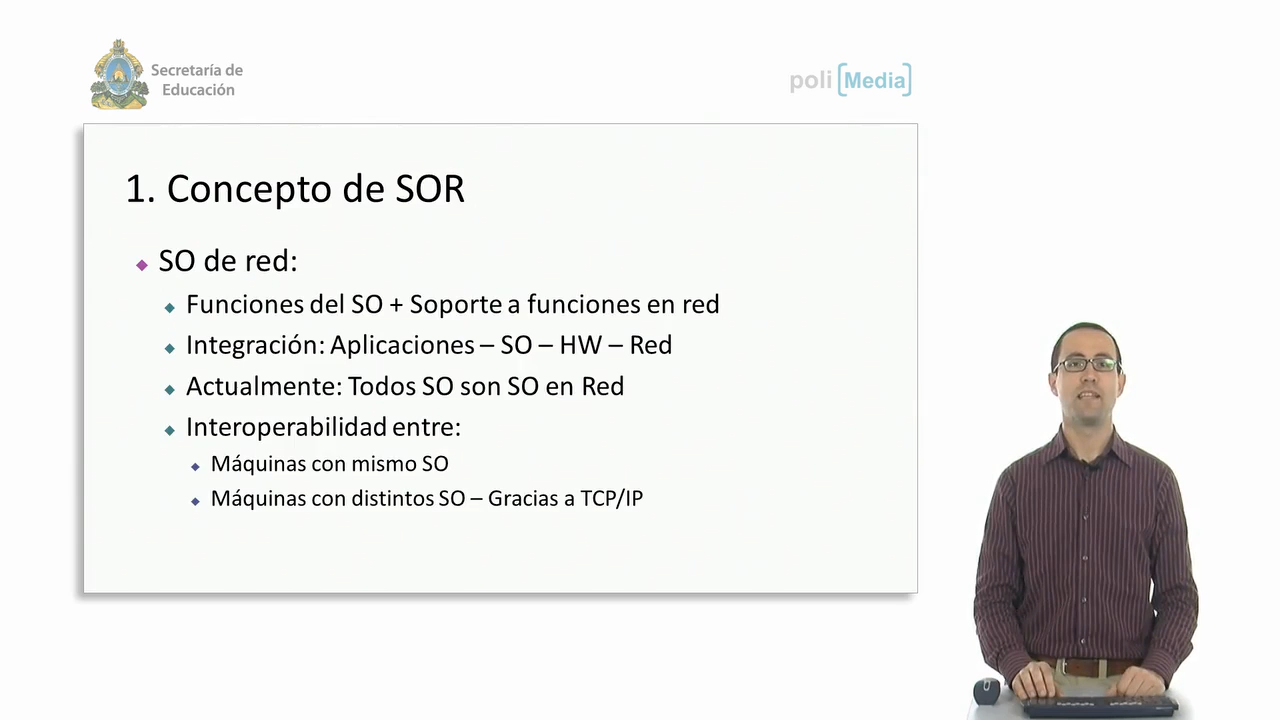 Secretaría de
Educación
poli [Media]
1. Concepto de SOR
SO de red:
Funciones del SO + Soporte a funciones en red
Integración: Aplicaciones – SO – HW – Red
Actualmente: Todos SO son SO en Red
Interoperabilidad entre:
Máquinas con mismo SO
Máquinas con distintos SO – Gracias a TCP/IP